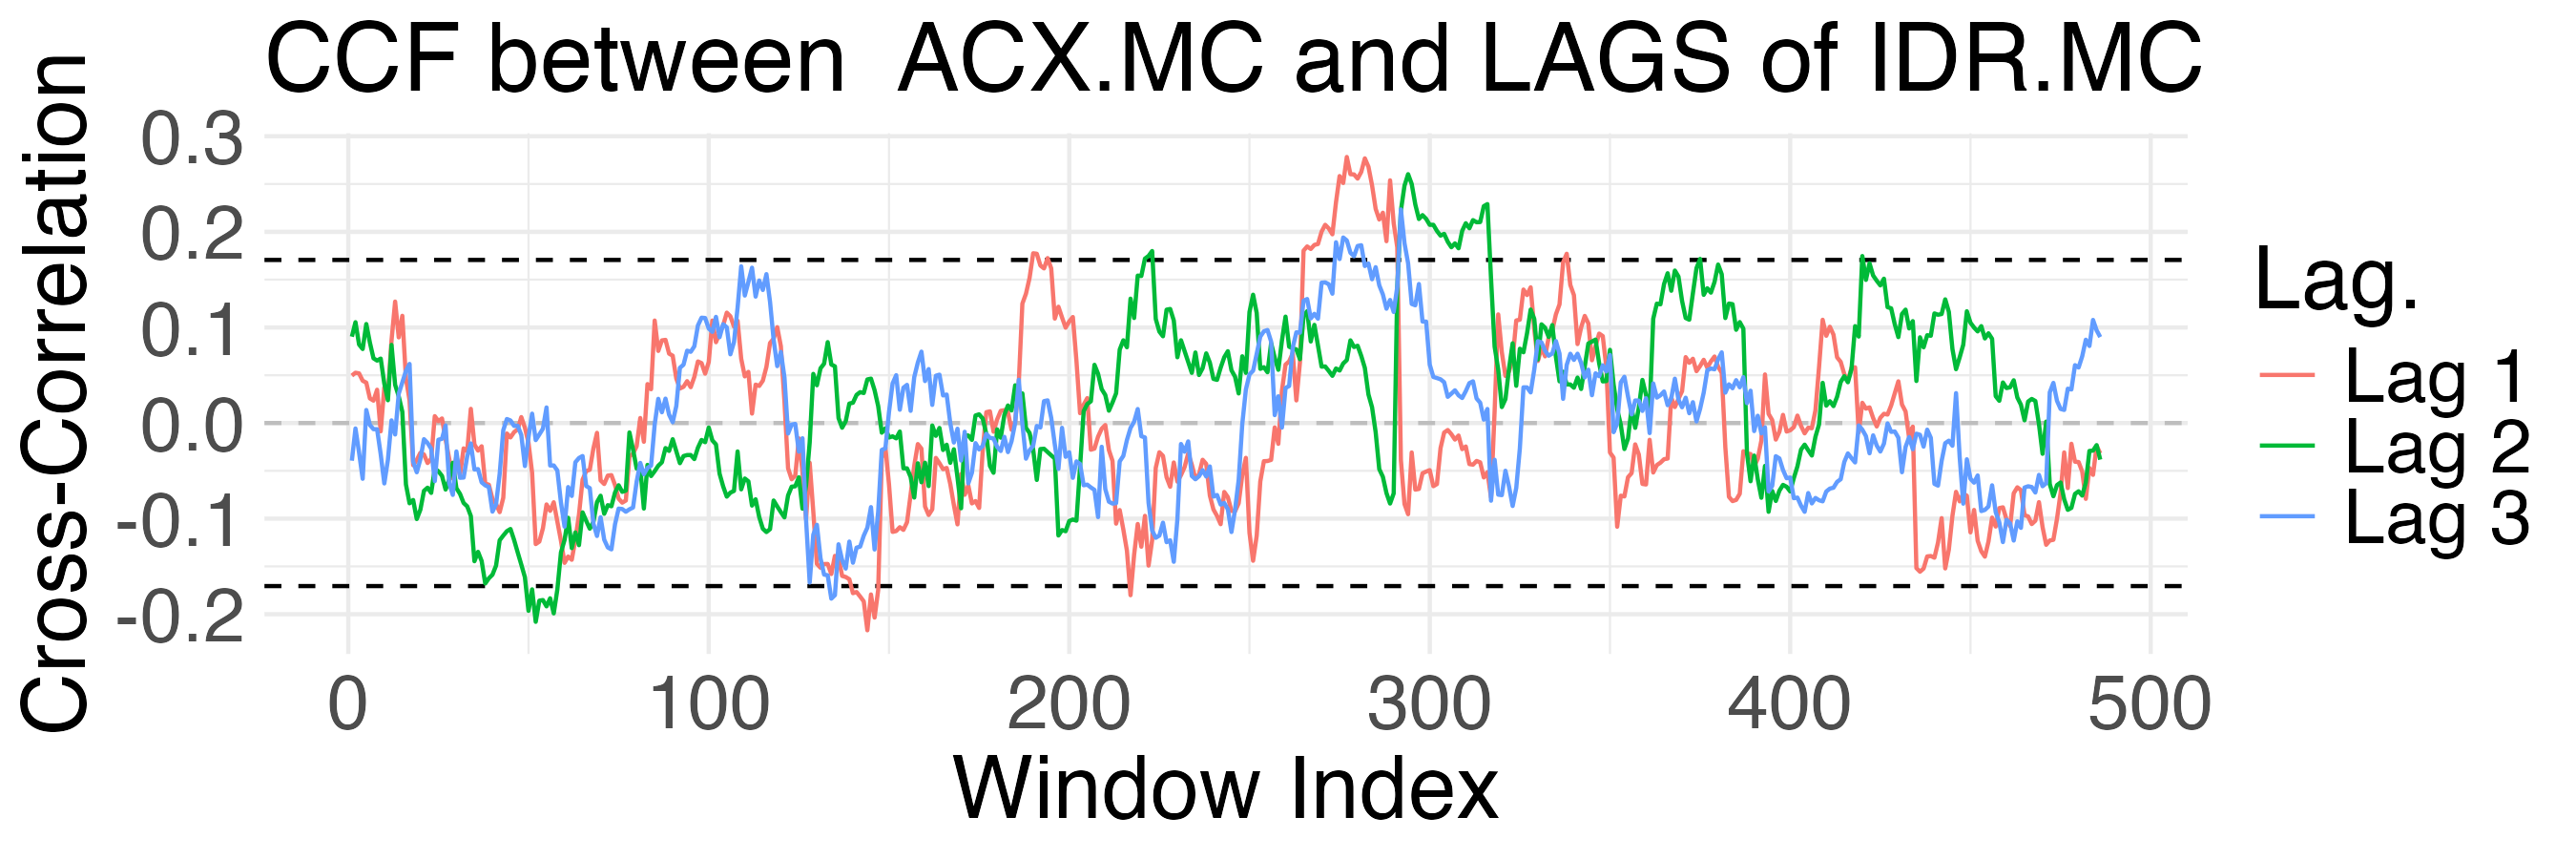 CCF between  ACX.MC and LAGS of IDR.MC
Cross-Correlation
0.3
0.2
0.1
0.0
-0.1
-0.2
0 100 200 300 400 500
Window Index
Lag.
Lag 1
Lag 2
Lag 3